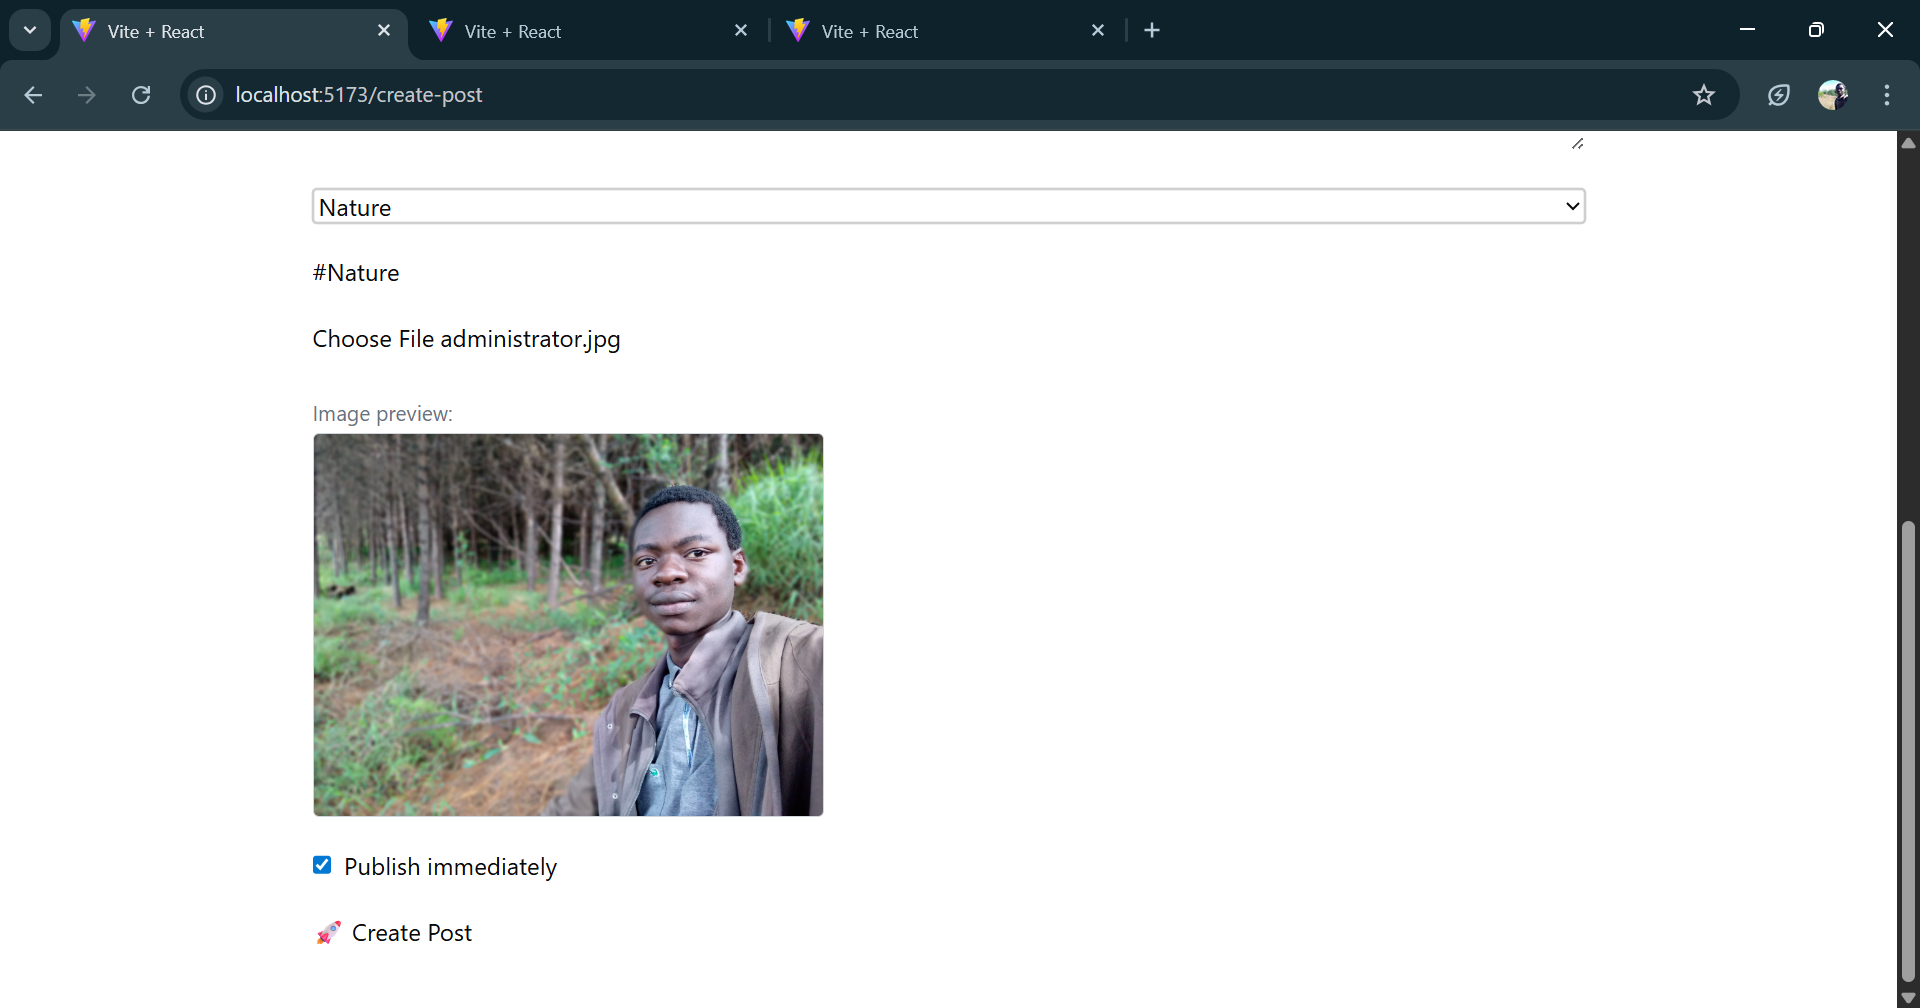 Vite + React
Vite + React
Vite + React
localhost:5173/create-post
Nature
#Nature
Choose File administrator.jpg
Image preview:
Publish immediately
🚀 Create Post